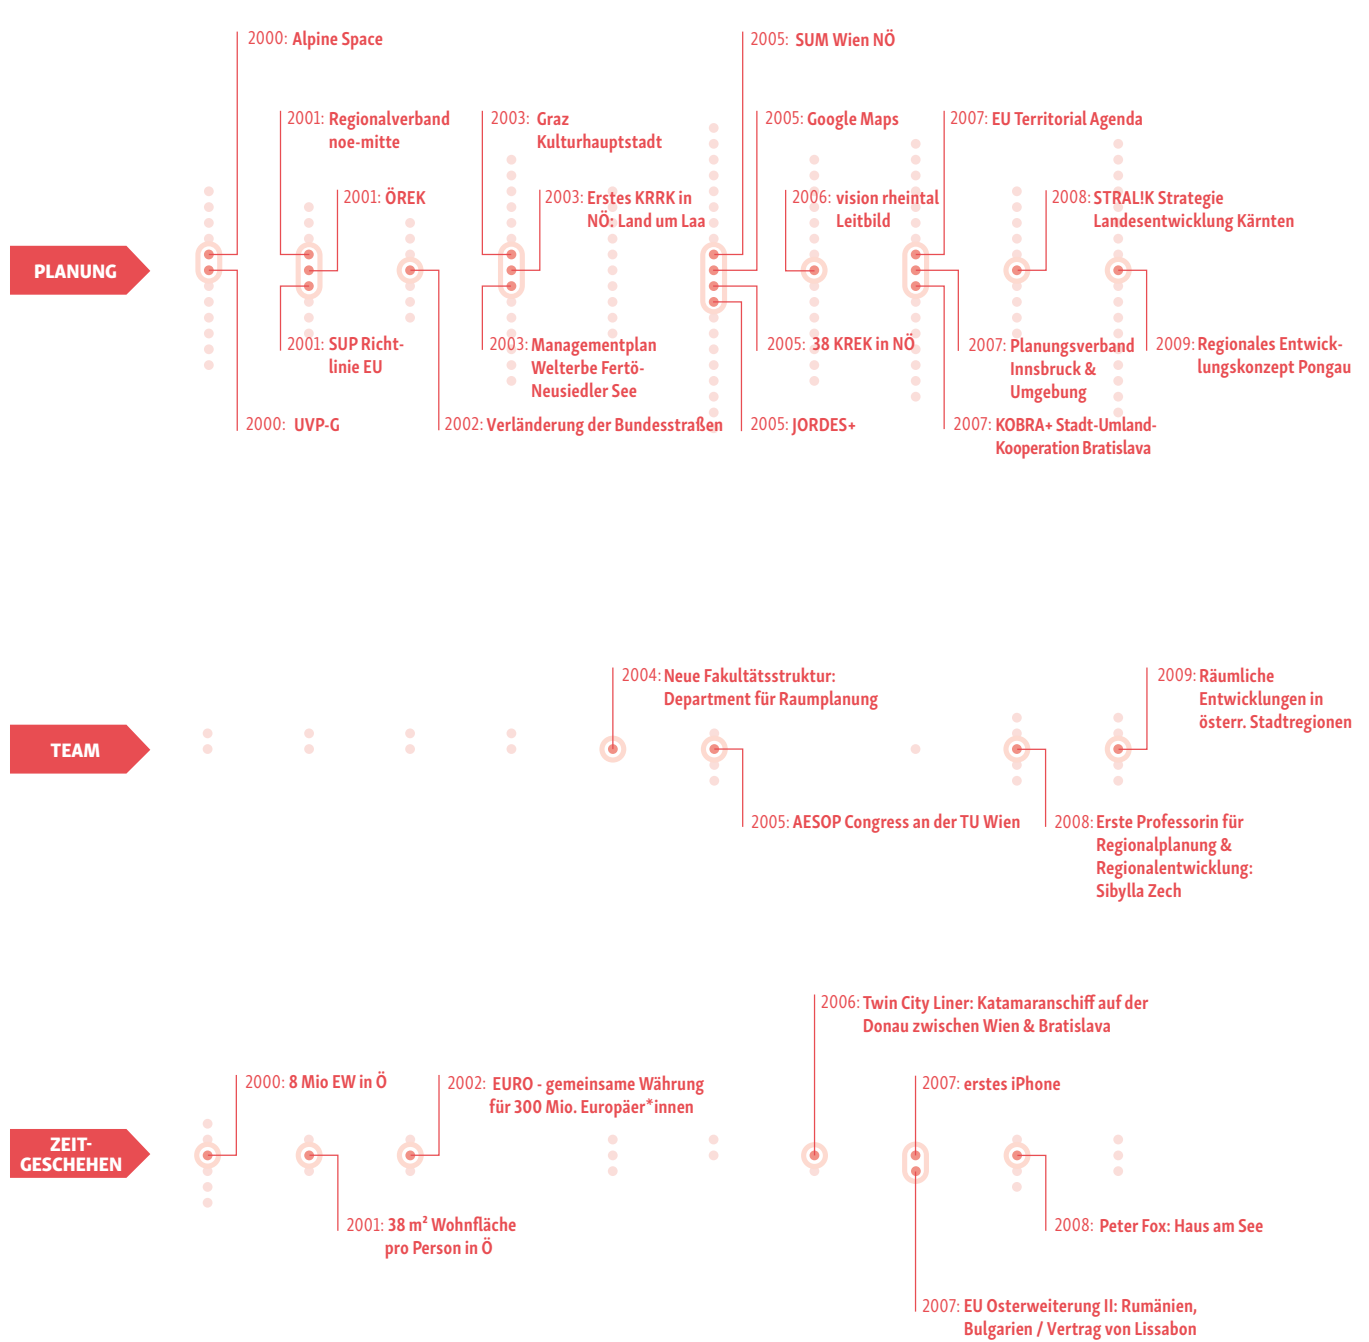 2000: Alpine Space
2005: SUM Wien NÖ
2001: Regionalverband
noe-mitte
2003: Graz
Kulturhauptstadt
2005: Google Maps
2007: EU Territorial Agenda
2001: ÖREK
2003: Erstes KRRK in
NÖ: Land um Laa
2006: vision rheintal
Leitbild
2008: STRAL!K Strategie
Landesentwicklung Kärnten
PLANUNG
2001: SUP Richt-
linie EU
2003: Managementplan
Welterbe Fertö-
Neusiedler See
2005: 38 KREK in NÖ
2007: Planungsverband
Innsbruck &
Umgebung
2009: Regionales Entwick-
lungskonzept Pongau
2000: UVP-G
2002: Verländerung der Bundesstraßen
2005: JORDES+
2007: KOBRA+ Stadt-Umland-
Kooperation Bratislava
2004: Neue Fakultätsstruktur:
Department für Raumplanung
2009: Räumliche
Entwicklungen in
österr. Stadtregionen
TEAM
2005: AESOP Congress an der TU Wien
2008: Erste Professorin für
Regionalplanung &
Regionalentwicklung:
Sibylla Zech
2006: Twin City Liner: Katamaranschiff auf der
Donau zwischen Wien & Bratislava
2000: 8 Mio EW in Ö
2002: EURO - gemeinsame Währung
für 300 Mio. Europäer*innen
2007: erstes iPhone
ZEIT-
GESCHEHEN
2001: 38 m² Wohnfläche
pro Person in Ö
2008: Peter Fox: Haus am See
2007: EU Osterweiterung II: Rumänien,
Bulgarien / Vertrag von Lissabon